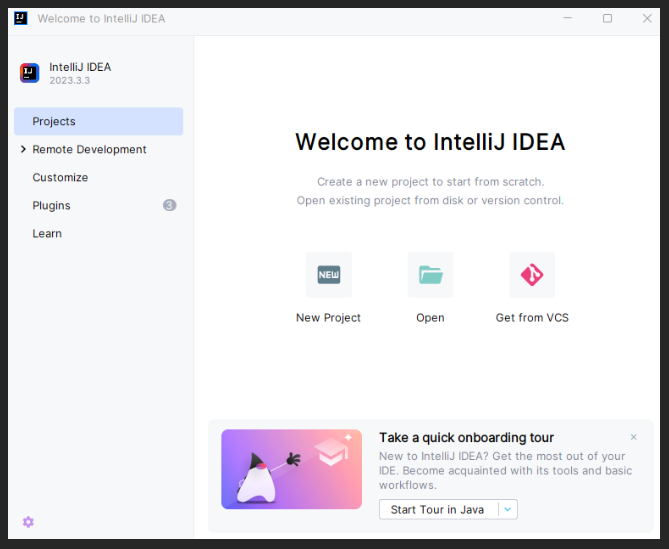 Welcome to IntelliJ IDEA
IntelliJ IDEA
2023.3.3
Projects
Remote Development
Customize
Plugins
3
Learn
Welcome to IntelliJ IDEA
Create a new project to start from scratch.
Open existing project from disk or version control.
NEW
New Project
Open
Get from VCS
Take a quick onboarding tour
New to IntelliJ IDEA? Get the most out of your
IDE. Become acquainted with its tools and basic
workflows.
Start Tour in Java